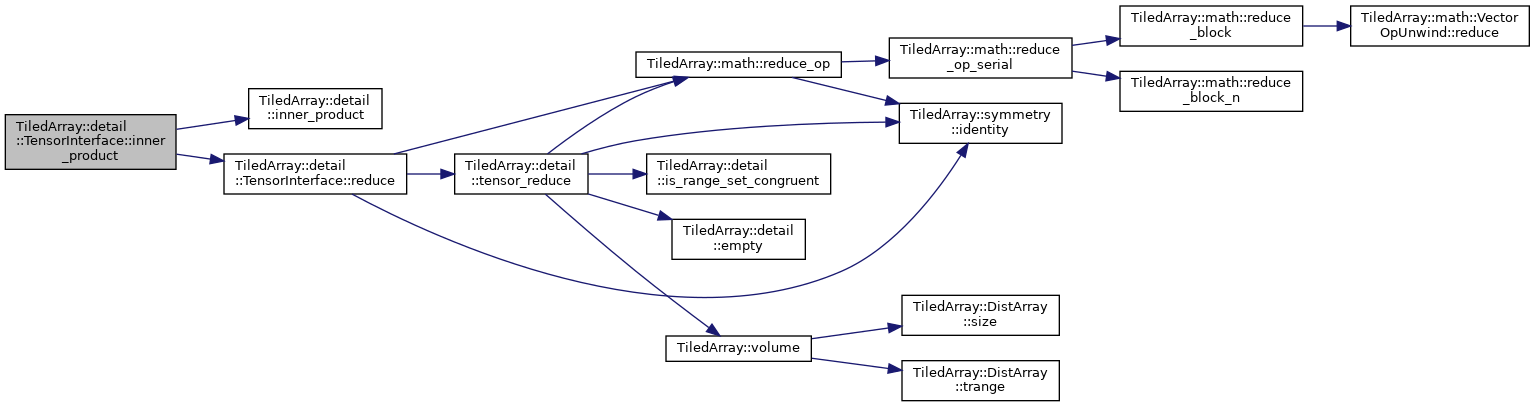 TiledArray::detail
::TensorInterface::inner
_product
TiledArray::detail
::inner_product
TiledArray::detail
::TensorInterface::reduce
TiledArray::detail
::tensor_reduce
TiledArray::math::reduce_op
TiledArray::detail
::is_range_set_congruent
TiledArray::detail
::empty
TiledArray::volume
TiledArray::math::reduce
_op_serial
TiledArray::symmetry
::identity
TiledArray::DistArray
::size
TiledArray::DistArray
::trange
TiledArray::math::reduce
_block
TiledArray::math::reduce
_block_n
TiledArray::math::Vector
OpUnwind::reduce